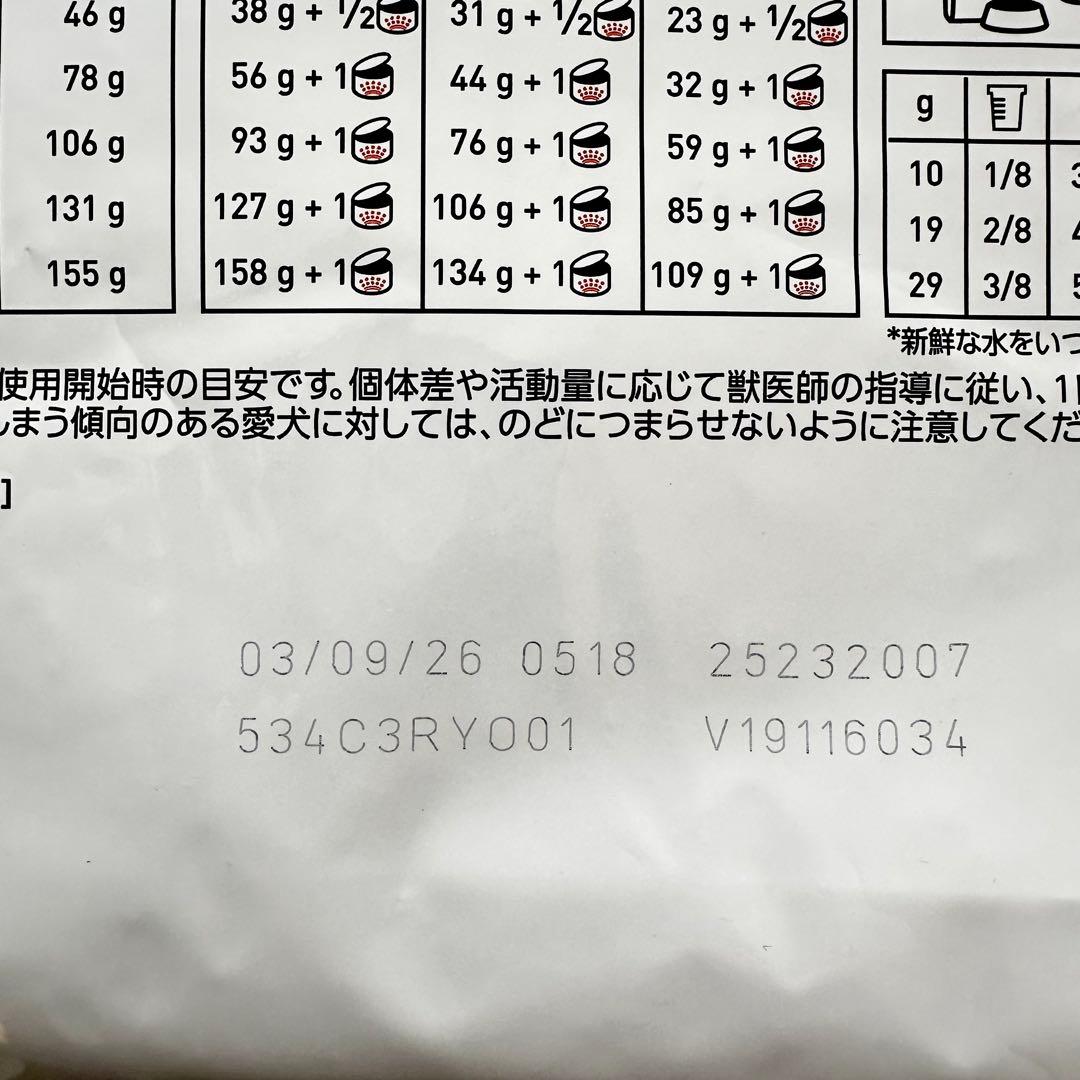 46 g 38 g + 1/2 31 g + 1/2 23 g + 1/2
78 g 56 g + 1 44 g + 1 32 g + 1
106 g 93 g + 1 76 g + 1 59 g + 1
131 g 127 g + 1 106 g + 1 85 g + 1
155 g 158 g + 1 134 g + 1 109 g + 1
g
10 1/8 3
19 2/8
29 3/8 5
*新鮮な水をいつ
使用開始時の目安です。個体差や活動量に応じて獣医師の指導に従い、1
しまう傾向のある愛犬に対しては、のどにつまらせないように注意してくだ
]
03/09/26 0518 25232007
534C3RYO01 V19116034